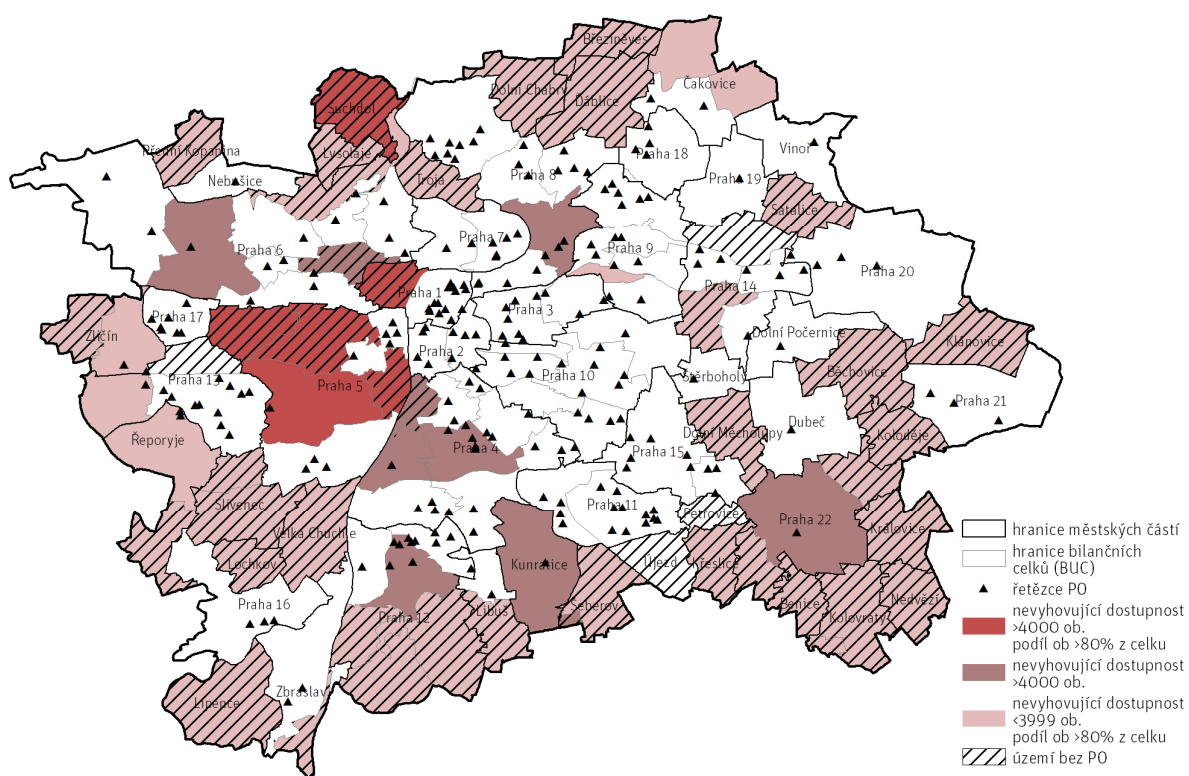 Březiněves
Čakovice
Dolní Chabry
Ďáblice
Suchdol
Přední Kopanina
Lysolaje
Vinoř
Praha 18
Nebušice
Troja
Praha 8
Praha 19
Satalice
Praha 7
Praha 6
Praha 9
Praha 20
Praha 14
Praha 1
Praha 3
Praha 17
Dolní Počernice
Zličín
Praha 2
Klánovice
Běchovice
Praha 13
Praha 5
Praha 10
Štěrboholy
Praha 21
Dubeč
Řeporyje
Dolní Měcholupy
Koloděje
Praha 4
Praha 15
Slivenec
Praha 11
Petrovice
Praha 22
Královice
Velká Chuchle
Lochkov
Kunratice
Újezd
Křeslice
Nedvězí
Praha 16
Praha 12
Libuš
Šeberov
Benice
Kolovraty
Zbraslav
Lipence
hranice městských částí
hranice bilančních
celků (BUC)
řetězce PO
nevyhovující dostupnost
>4000 ob.
podíl ob >80% z celku
nevyhovující dostupnost
>4000 ob.
nevyhovující dostupnost
<3999 ob.
podíl ob >80% z celku
území bez PO